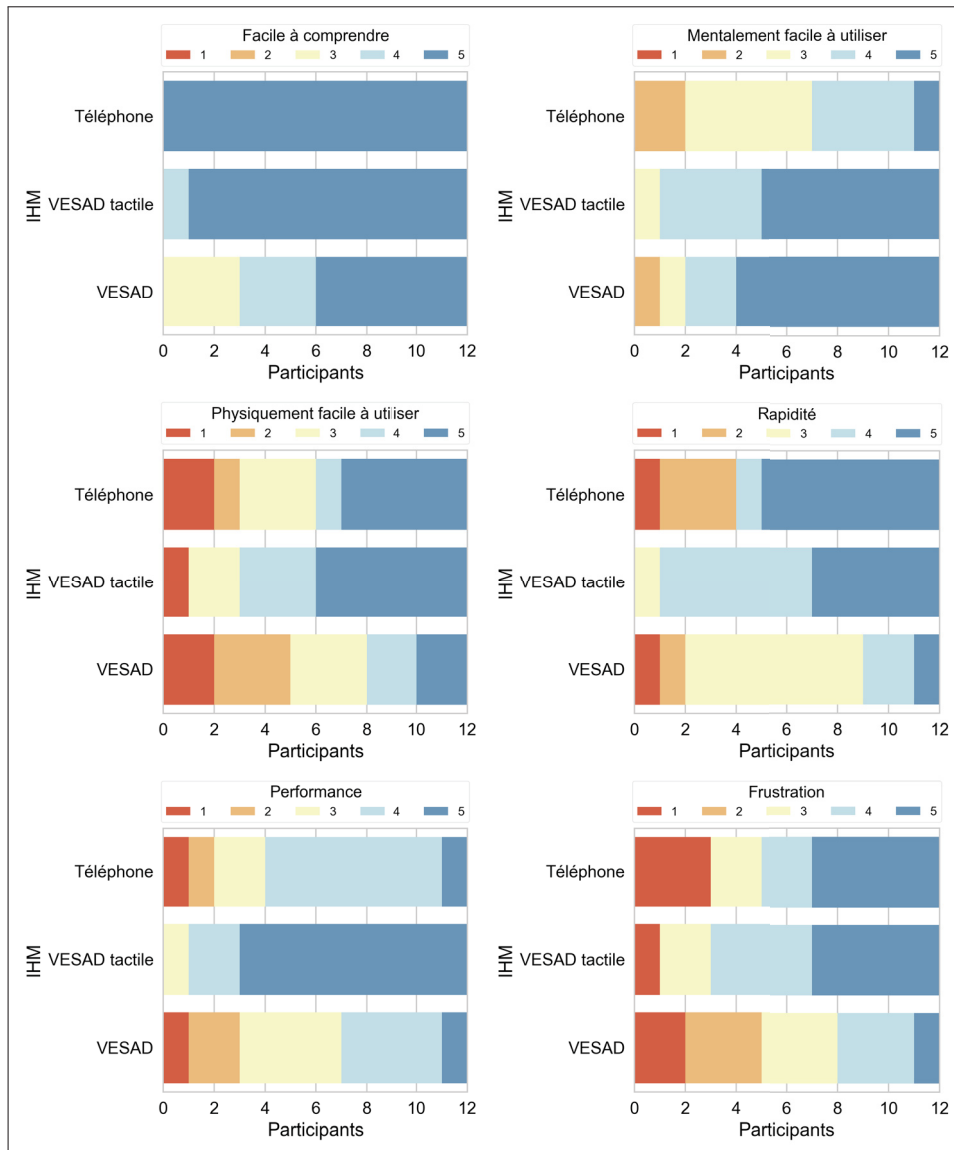 Facile à comprendre
1 2 3 4 5
Téléphone
VESAD tactile
VESAD
IHM
0 2 4 6 8 10 12
Participants
Mentalement facile à utiliser
1 2 3 4 5
Téléphone
VESAD tactile
VESAD
IHM
0 2 4 6 8 10 12
Participants
Physiquement facile à utiliser
1 2 3 4 5
Téléphone
VESAD tactile
VESAD
IHM
0 2 4 6 8 10 12
Participants
Rapidité
1 2 3 4 5
Téléphone
VESAD tactile
VESAD
IHM
0 2 4 6 8 10 12
Participants
Performance
1 2 3 4 5
Téléphone
VESAD tactile
VESAD
IHM
0 2 4 6 8 10 12
Participants
Frustration
1 2 3 4 5
Téléphone
VESAD tactile
VESAD
IHM
0 2 4 6 8 10 12
Participants